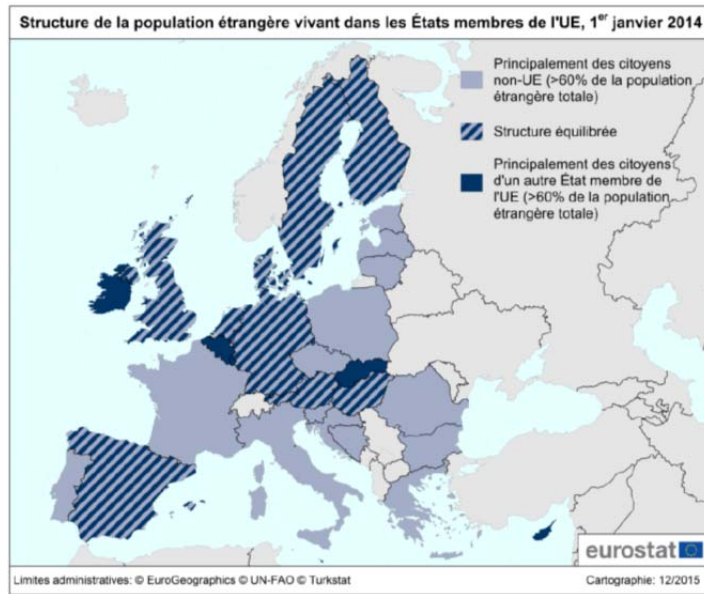 Structure de la population étrangère vivant dans les États membres de l'UE, 1er janvier 2014
Principalement des citoyens
non-UE (>60% de la population
étrangère totale)
Structure équilibrée
Principalement des citoyens
d'un autre État membre de
l'UE (>60% de la population
étrangère totale)
eurostat
Limites administratives: © EuroGeographics © UN-FAO © Turkstat
Cartographie: 12/2015